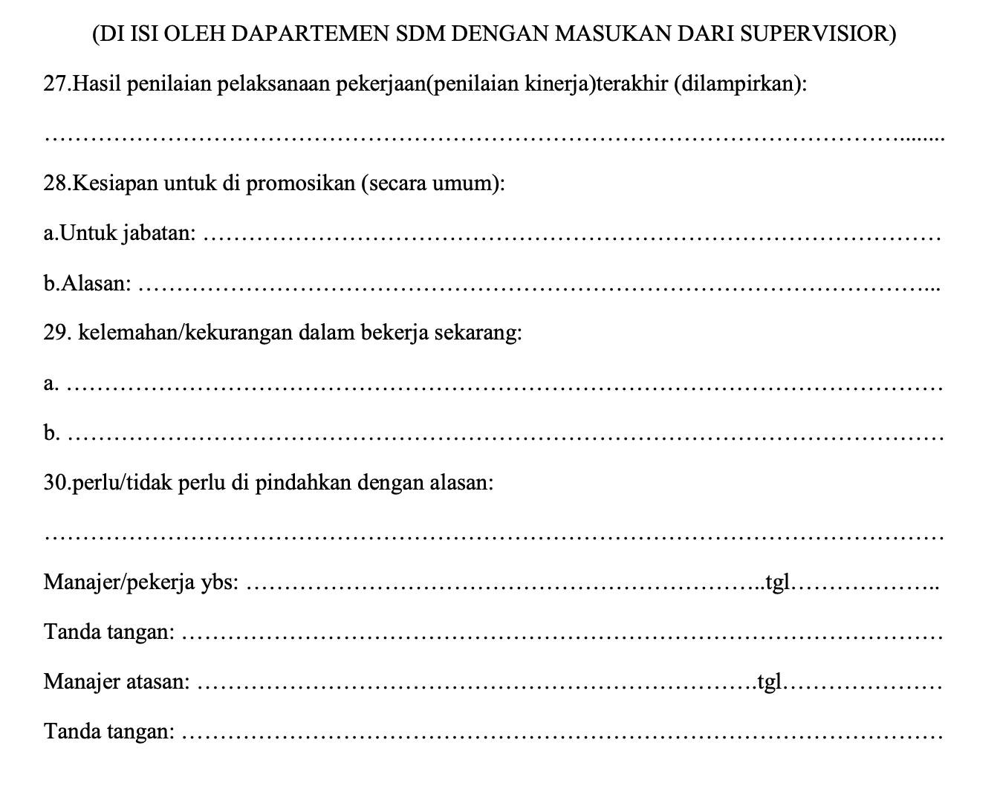 (DI ISI OLEH DAPARTEMEN SDM DENGAN MASUKAN DARI SUPERVISIOR)
27.Hasil penilaian pelaksanaan pekerjaan(penilaian kinerja)terakhir (dilampirkan):
……………………………………………………………………………………………………........
28.Kesiapan untuk di promosikan (secara umum):
a.Untuk jabatan: ……………………………………………………………………………………
b.Alasan: …………………………………………………………………………………………...
29. kelemahan/kekurangan dalam bekerja sekarang:
a. ……………………………………………………………………………………………………
b. ……………………………………………………………………………………………………
30.perlu/tidak perlu di pindahkan dengan alasan:
………………………………………………………………………………………………………
Manajer/pekerja ybs: …………………………………………………………..tgl………………..
Tanda tangan: ………………………………………………………………………………………
Manajer atasan: ……………………………………………………………….tgl…………………
Tanda tangan: ………………………………………………………………………………………